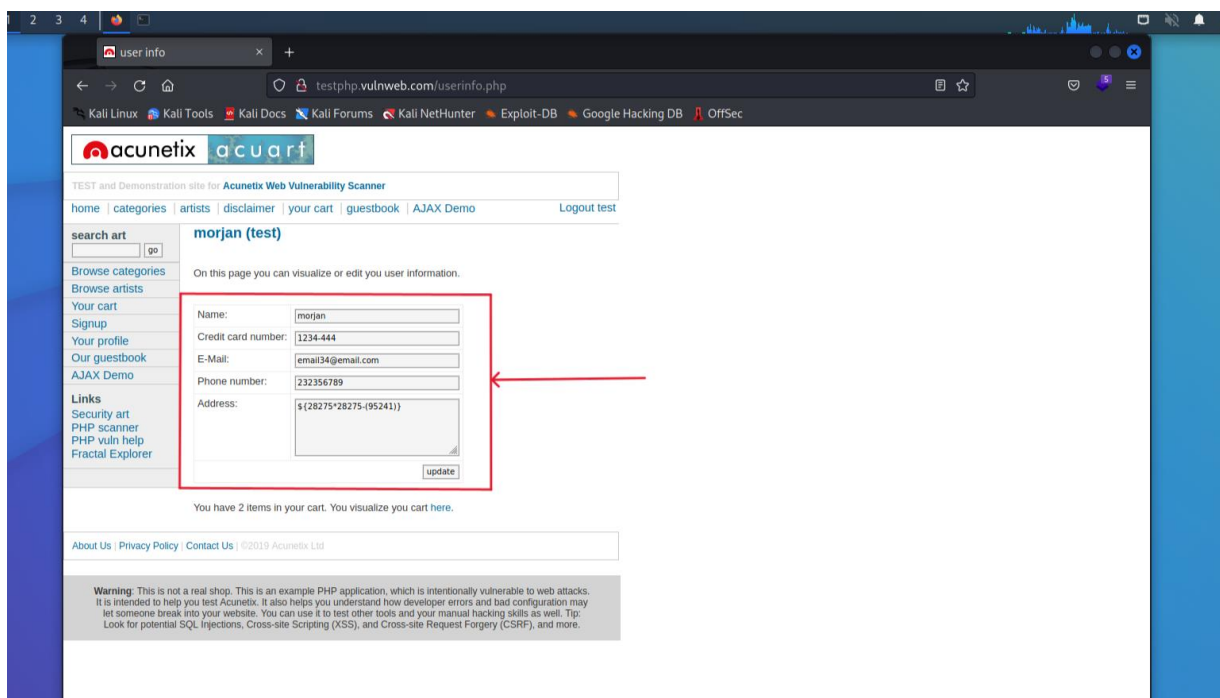 1 2 3 4
user info
testphp.vulnweb.com/userinfo.php
5
Kali Linux Kali Tools Kali Docs Kali Forums Kali NetHunter Exploit-DB Google Hacking DB OffSec
acunetix acuart
TEST and Demonstration site for Acunetix Web Vulnerability Scanner
home | categories | artists | disclaimer | your cart | guestbook | AJAX Demo Logout test
search art
go
Browse categories
Browse artists
Your cart
Signup
Your profile
Our guestbook
AJAX Demo
Links
Security art
PHP scanner
PHP vuln help
Fractal Explorer
morjan (test)
On this page you can visualize or edit you user information.
Name: morjan
Credit card number: 1234-444
E-Mail: email34@email.com
Phone number: 232356789
Address: ${28275*28275-(95241)}
update
You have 2 items in your cart. You visualize you cart here.
About Us | Privacy Policy | Contact Us | ©2019 Acunetix Ltd
Warning: This is not a real shop. This is an example PHP application, which is intentionally vulnerable to web attacks.
It is intended to help you test Acunetix. It also helps you understand how developer errors and bad configuration may
let someone break into your website. You can use it to test other tools and your manual hacking skills as well. Tip:
Look for potential SQL Injections, Cross-site Scripting (XSS), and Cross-site Request Forgery (CSRF), and more.